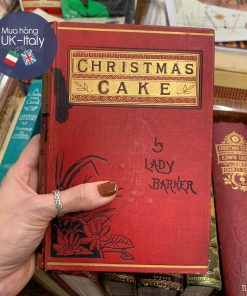 Mua hàng
UK-Italy
CHRISTMAS
CAKE
by
LADY
BARKER